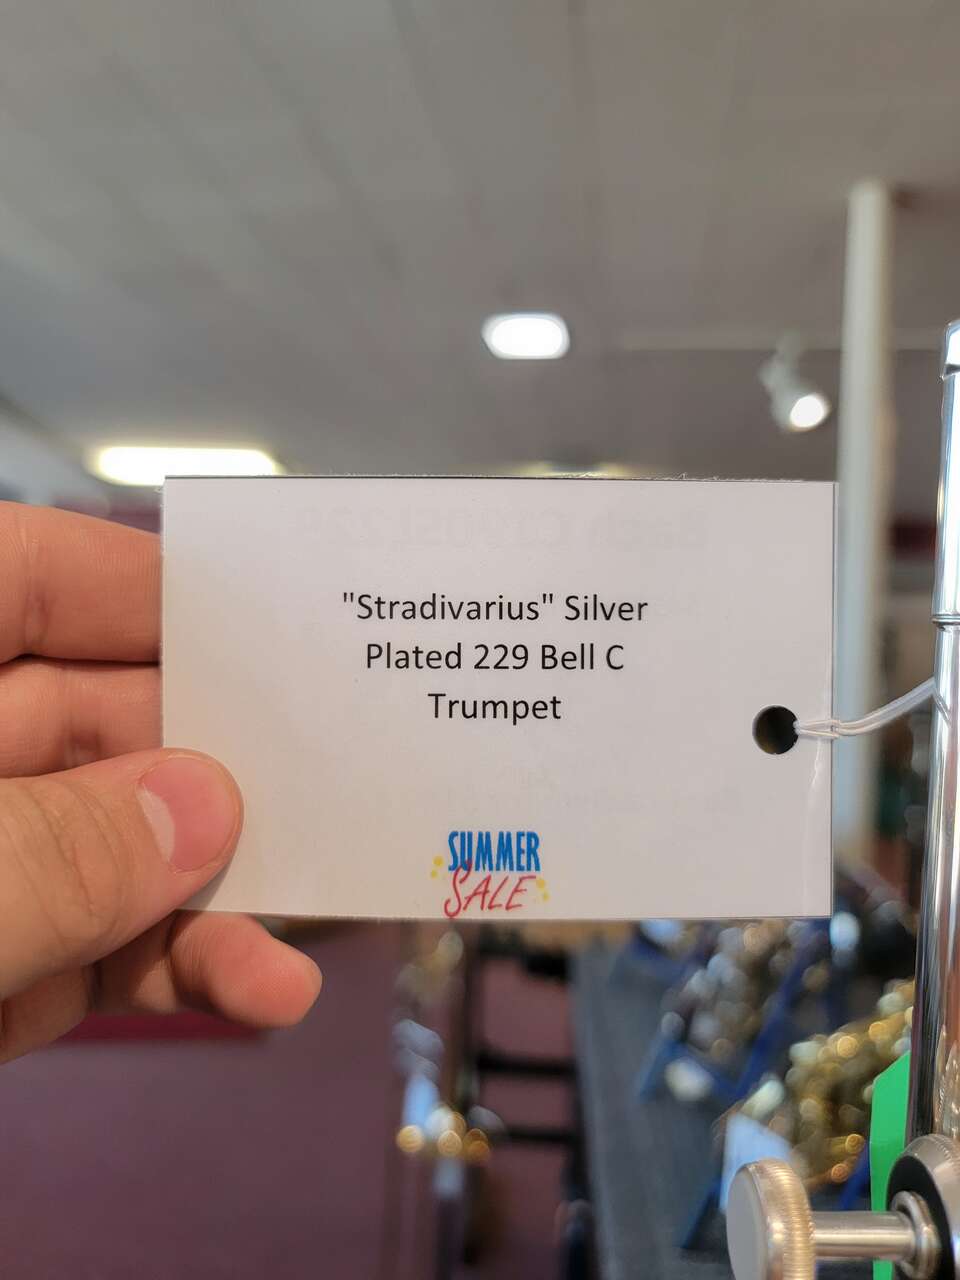 "Stradivarius" Silver
Plated 229 Bell C
Trumpet
SUMMER
SALE